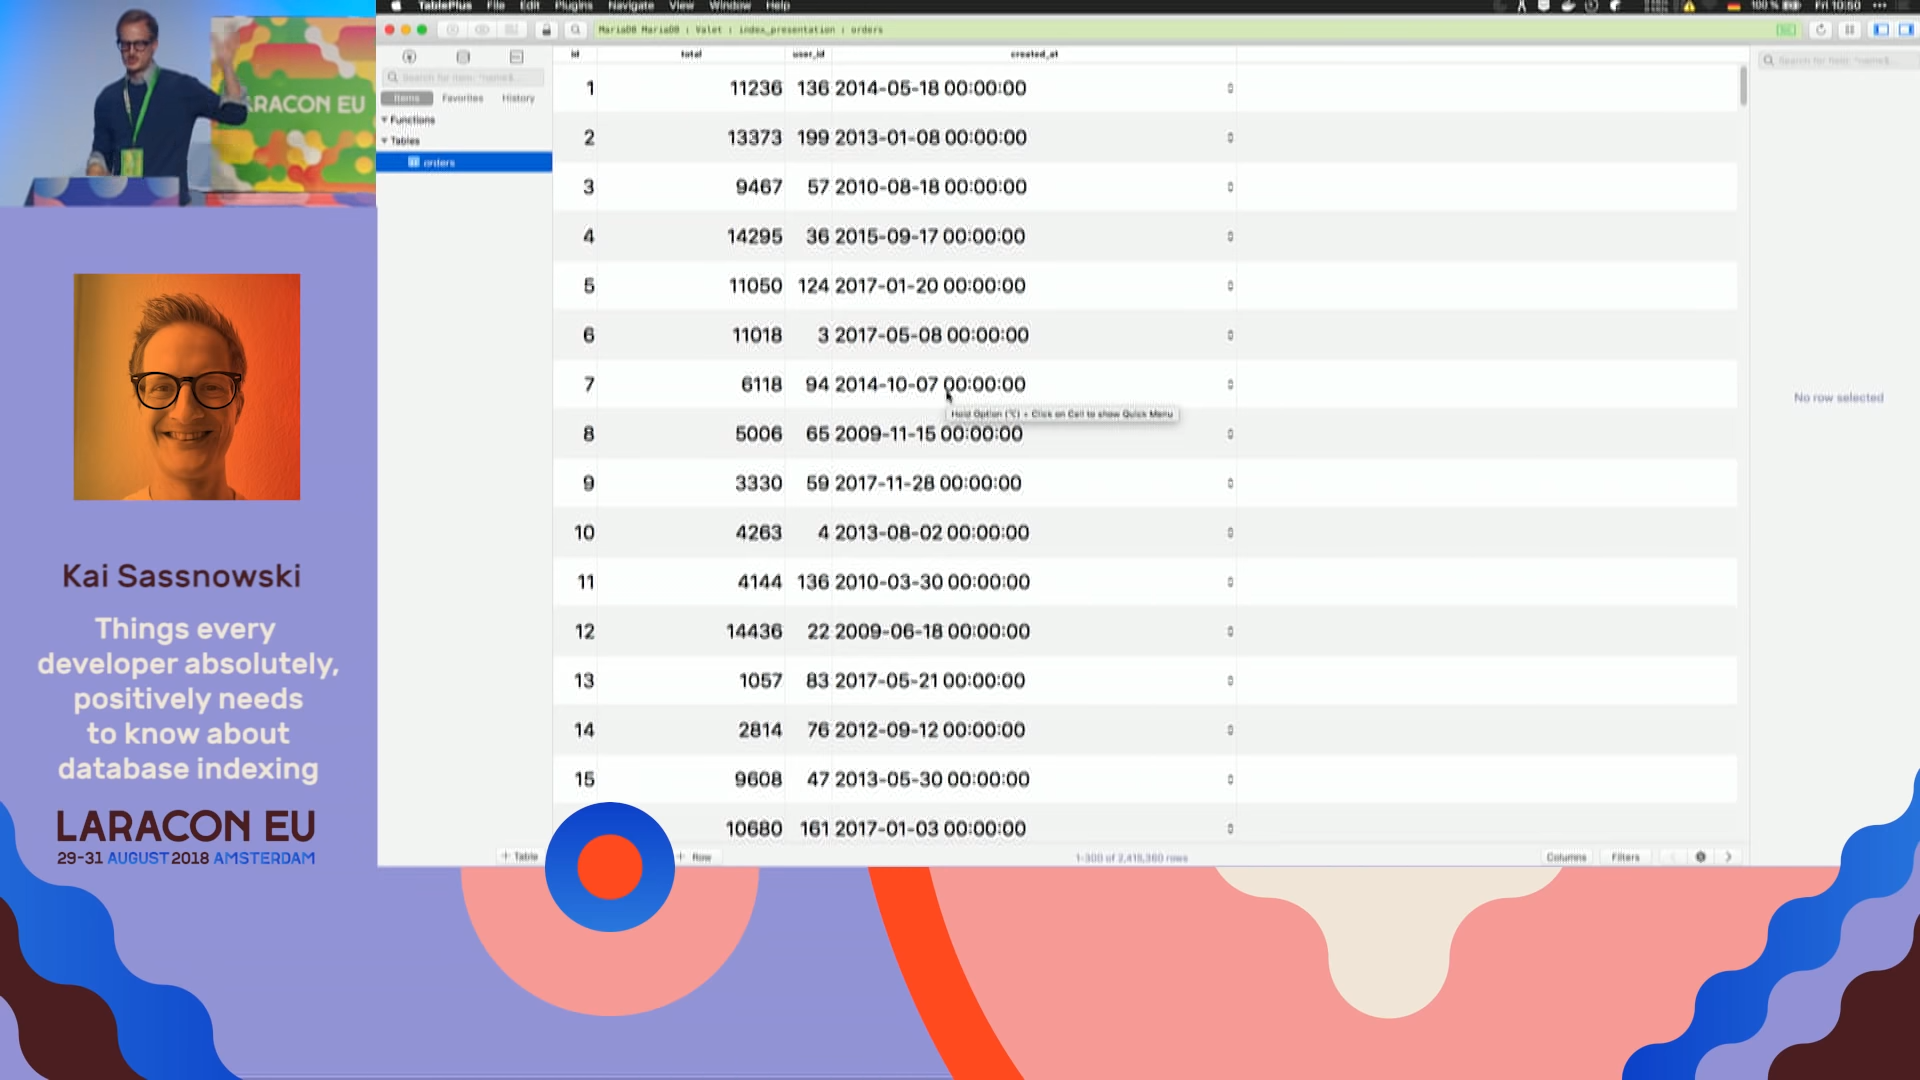 TablePlus File Edit Plugins Navigate View Window Help
100 % Fri 10:50
MariaDB MariaDB : Valet : index_presentation : orders
ARACON EU
Search for item: ^name$...
Items Favorites History
Functions
Tables
orders
id total user_id created_at
1 11236 136 2014-05-18 00:00:00
2 13373 199 2013-01-08 00:00:00
3 9467 57 2010-08-18 00:00:00
4 14295 36 2015-09-17 00:00:00
5 11050 124 2017-01-20 00:00:00
6 11018 3 2017-05-08 00:00:00
7 6118 94 2014-10-07 00:00:00
Hold Option (⌥) + Click on Cell to show Quick Menu
8 5006 65 2009-11-15 00:00:00
9 3330 59 2017-11-28 00:00:00
10 4263 4 2013-08-02 00:00:00
11 4144 136 2010-03-30 00:00:00
12 14436 22 2009-06-18 00:00:00
13 1057 83 2017-05-21 00:00:00
14 2814 76 2012-09-12 00:00:00
15 9608 47 2013-05-30 00:00:00
10680 161 2017-01-03 00:00:00
+ Table + Row 1-300 of 2,415,360 rows Columns Filters
Search for item: ^name$...
No row selected
Kai Sassnowski
Things every
developer absolutely,
positively needs
to know about
database indexing
LARACON EU
29-31 AUGUST 2018 AMSTERDAM